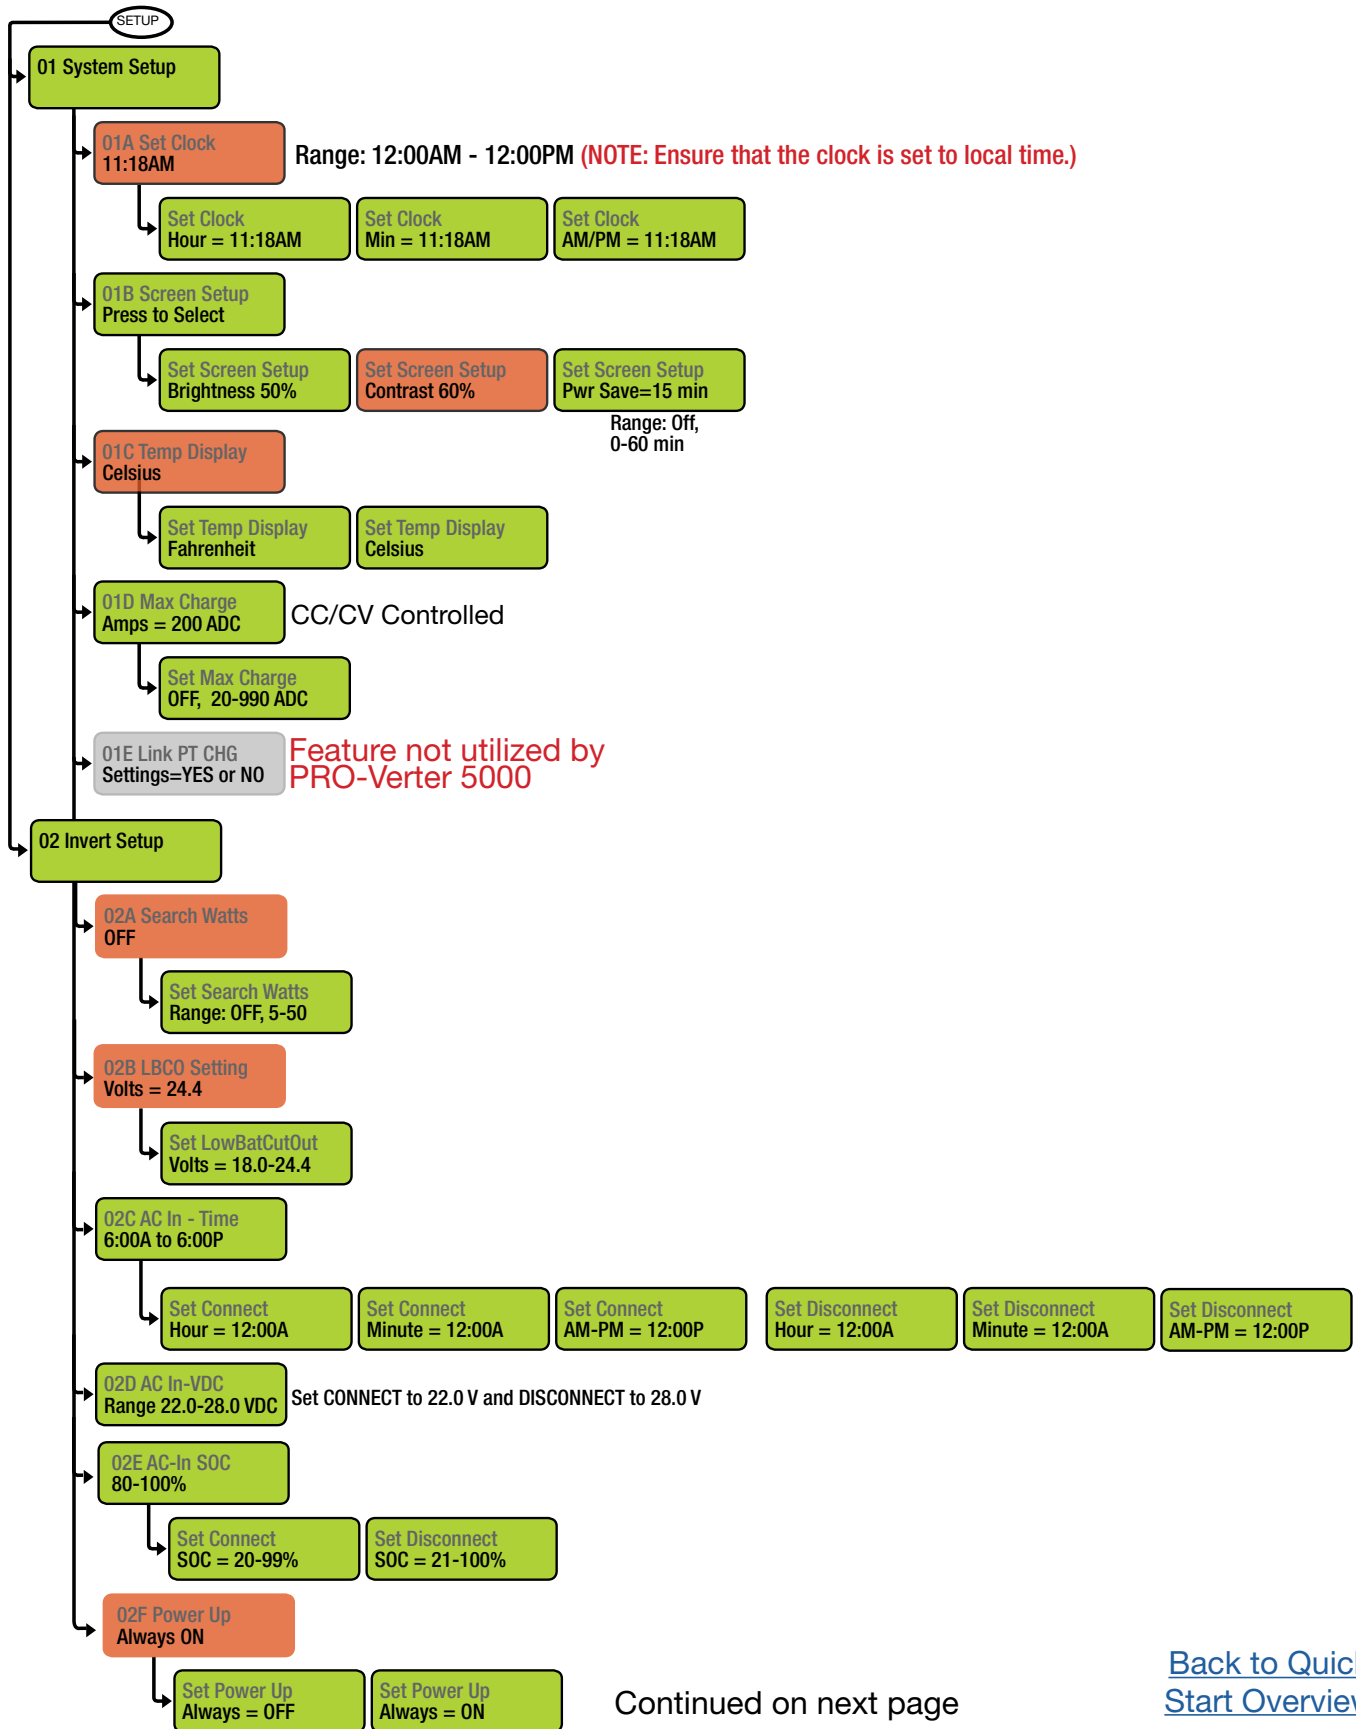 SETUP
01 System Setup
01A Set Clock
11:18AM
Range: 12:00AM - 12:00PM (NOTE: Ensure that the clock is set to local time.)
Set Clock
Hour = 11:18AM
Set Clock
Min = 11:18AM
Set Clock
AM/PM = 11:18AM
01B Screen Setup
Press to Select
Set Screen Setup
Brightness 50%
Set Screen Setup
Contrast 60%
Set Screen Setup
Pwr Save=15 min
Range: Off,
0-60 min
01C Temp Display
Celsius
Set Temp Display
Fahrenheit
Set Temp Display
Celsius
01D Max Charge
Amps = 200 ADC
CC/CV Controlled
Set Max Charge
OFF, 20-990 ADC
01E Link PT CHG
Settings=YES or NO
Feature not utilized by
PRO-Verter 5000
02 Invert Setup
02A Search Watts
OFF
Set Search Watts
Range: OFF, 5-50
02B LBCO Setting
Volts = 24.4
Set LowBatCutOut
Volts = 18.0-24.4
02C AC In - Time
6:00A to 6:00P
Set Connect
Hour = 12:00A
Set Connect
Minute = 12:00A
Set Connect
AM-PM = 12:00P
Set Disconnect
Hour = 12:00A
Set Disconnect
Minute = 12:00A
Set Disconnect
AM-PM = 12:00P
02D AC In-VDC
Range 22.0-28.0 VDC
Set CONNECT to 22.0 V and DISCONNECT to 28.0 V
02E AC-In SOC
80-100%
Set Connect
SOC = 20-99%
Set Disconnect
SOC = 21-100%
02F Power Up
Always ON
Set Power Up
Always = OFF
Set Power Up
Always = ON
Continued on next page
Back to Quick
Start Overview